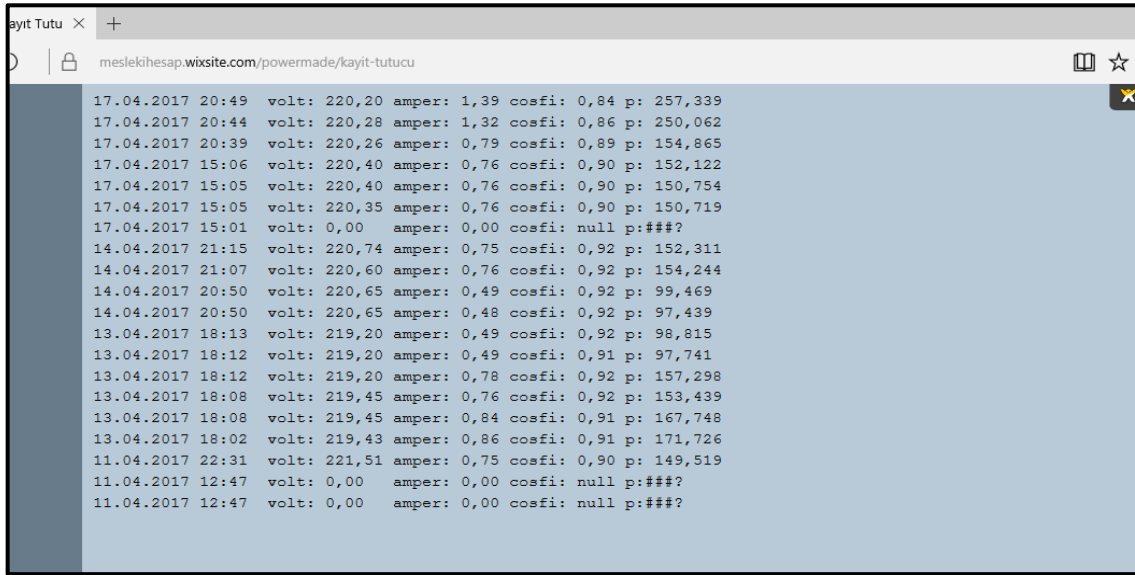 ayıt Tutu × +
meslekihesap.wixsite.com/powermade/kayit-tutucu
17.04.2017 20:49 volt: 220,20 amper: 1,39 cosfi: 0,84 p: 257,339
17.04.2017 20:44 volt: 220,28 amper: 1,32 cosfi: 0,86 p: 250,062
17.04.2017 20:39 volt: 220,26 amper: 0,79 cosfi: 0,89 p: 154,865
17.04.2017 15:06 volt: 220,40 amper: 0,76 cosfi: 0,90 p: 152,122
17.04.2017 15:05 volt: 220,40 amper: 0,76 cosfi: 0,90 p: 150,754
17.04.2017 15:05 volt: 220,35 amper: 0,76 cosfi: 0,90 p: 150,719
17.04.2017 15:01 volt: 0,00 amper: 0,00 cosfi: null p:###?
14.04.2017 21:15 volt: 220,74 amper: 0,75 cosfi: 0,92 p: 152,311
14.04.2017 21:07 volt: 220,60 amper: 0,76 cosfi: 0,92 p: 154,244
14.04.2017 20:50 volt: 220,65 amper: 0,49 cosfi: 0,92 p: 99,469
14.04.2017 20:50 volt: 220,65 amper: 0,48 cosfi: 0,92 p: 97,439
13.04.2017 18:13 volt: 219,20 amper: 0,49 cosfi: 0,92 p: 98,815
13.04.2017 18:12 volt: 219,20 amper: 0,49 cosfi: 0,91 p: 97,741
13.04.2017 18:12 volt: 219,20 amper: 0,78 cosfi: 0,92 p: 157,298
13.04.2017 18:08 volt: 219,45 amper: 0,76 cosfi: 0,92 p: 153,439
13.04.2017 18:08 volt: 219,45 amper: 0,84 cosfi: 0,91 p: 167,748
13.04.2017 18:02 volt: 219,43 amper: 0,86 cosfi: 0,91 p: 171,726
11.04.2017 22:31 volt: 221,51 amper: 0,75 cosfi: 0,90 p: 149,519
11.04.2017 12:47 volt: 0,00 amper: 0,00 cosfi: null p:###?
11.04.2017 12:47 volt: 0,00 amper: 0,00 cosfi: null p:###?